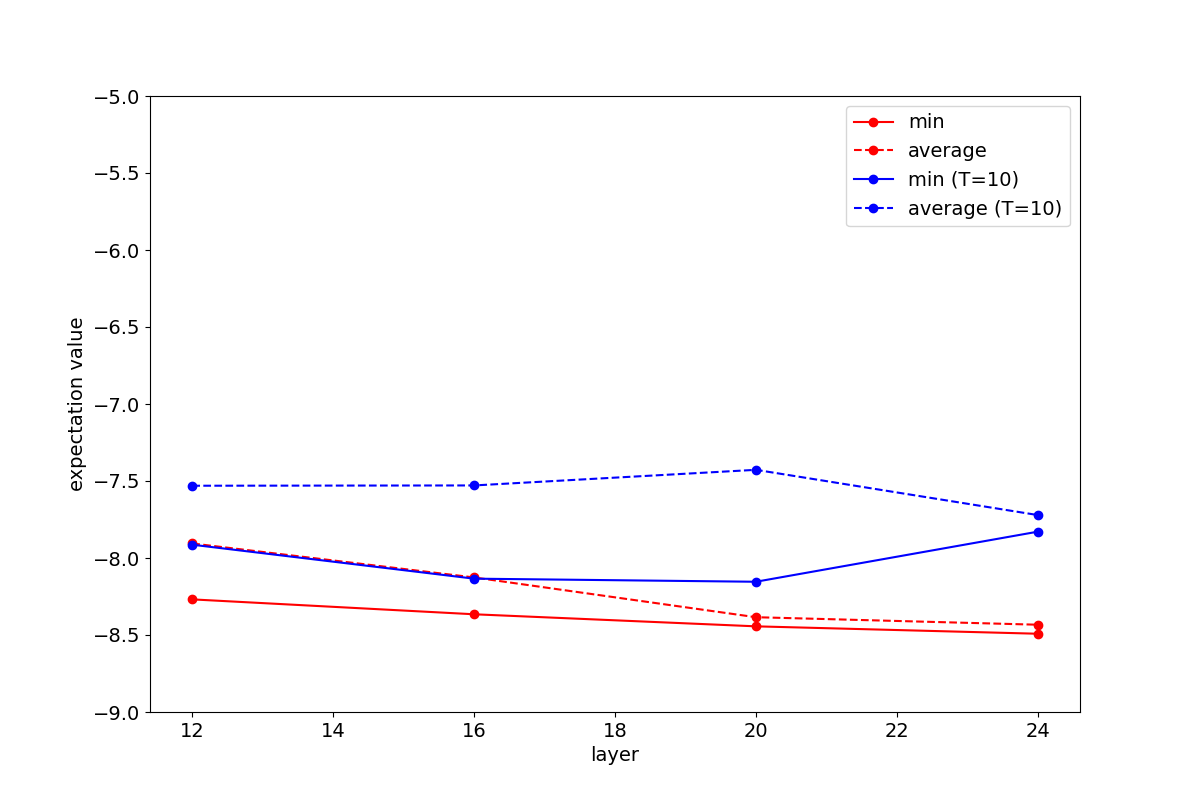 −5.0
−5.5
−6.0
−6.5
−7.0
−7.5
−8.0
−8.5
−9.0
expectation value
12 14 16 18 20 22 24
layer
min
average
min (T=10)
average (T=10)